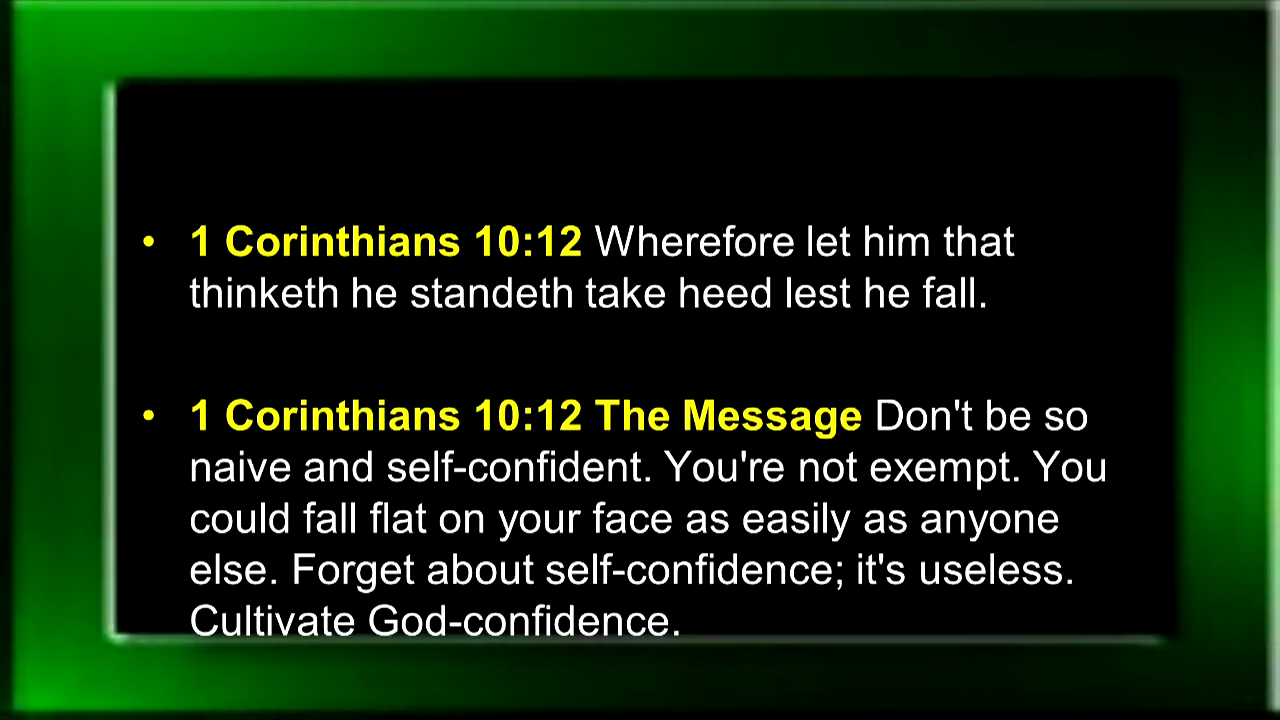 • 1 Corinthians 10:12 Wherefore let him that
thinketh he standeth take heed lest he fall.
• 1 Corinthians 10:12 The Message Don't be so
naive and self-confident. You're not exempt. You
could fall flat on your face as easily as anyone
else. Forget about self-confidence; it's useless.
Cultivate God-confidence.